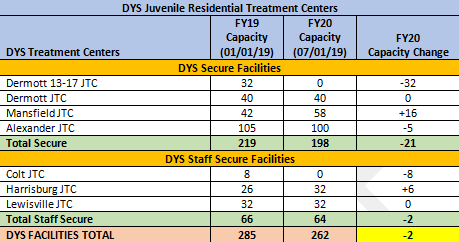 DYS Juvenile Residential Treatment Centers
DYS Treatment Centers FY19 Capacity (01/01/19) FY20 Capacity (07/01/19) FY20 Capacity Change
DYS Secure Facilities
Dermott 13-17 JTC 32 0 -32
Dermott JTC 40 40 0
Mansfield JTC 42 58 +16
Alexander JTC 105 100 -5
Total Secure 219 198 -21
DYS Staff Secure Facilities
Colt JTC 8 0 -8
Harrisburg JTC 26 32 +6
Lewisville JTC 32 32 0
Total Staff Secure 66 64 -2
DYS FACILITIES TOTAL 285 262 -2